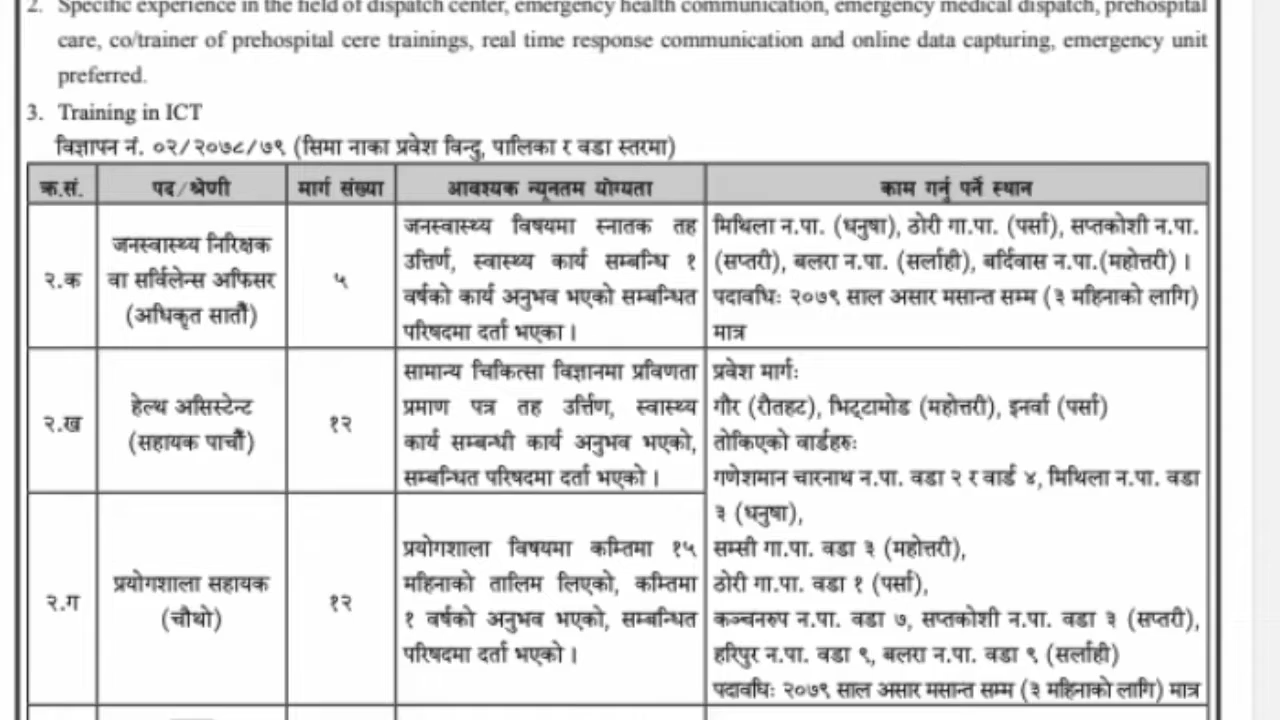 2. Specific experience in the field of dispatch center, emergency health communication, emergency medical dispatch, prehospital
care, co/trainer of prehospital cere trainings, real time response communication and online data capturing, emergency unit
preferred.
3. Training in ICT
विज्ञापन नं. ०२/२०७८/७९ (सिमा नाका प्रवेश विन्दु, पालिका र वडा स्तरमा)
क्र.सं. पद/श्रेणी मार्ग संख्या आवश्यक न्यूनतम योग्यता काम गर्नु पर्ने स्थान
२.क
जनस्वास्थ्य निरिक्षक
वा सर्विलेन्स अफिसर
(अधिकृत सातौं)
५
जनस्वास्थ्य विषयमा स्नातक तह
उत्तिर्ण, स्वास्थ्य कार्य सम्बन्धि १
वर्षको कार्य अनुभव भएको सम्बन्धित
परिषदमा दर्ता भएका ।
मिथिला न.पा. (धनुषा), ठोरी गा.पा. (पर्सा), सप्तकोशी न.पा.
(सप्तरी), बलरा न.पा. (सर्लाही), बर्दिवास न.पा.(महोत्तरी) ।
पदावधिः २०७९ साल असार मसान्त सम्म (३ महिनाको लागि)
मात्र
२.ख
हेल्थ असिस्टेन्ट
(सहायक पाचौं)
१२
सामान्य चिकित्सा विज्ञानमा प्रविणता
प्रमाण पत्र तह उर्त्तिण, स्वास्थ्य
कार्य सम्बन्धी कार्य अनुभव भएको,
सम्बन्धित परिषदमा दर्ता भएको ।
प्रवेश मार्गः
गौर (रौतहट), भिट्टामोड (महोत्तरी), इनर्वा (पर्सा)
तोकिएको वार्डहरुः
गणेशमान चारनाथ न.पा. वडा २ र वार्ड ४, मिथिला न.पा. वडा
३ (धनुषा),
सम्सी गा.पा. वडा ३ (महोत्तरी),
ठोरी गा.पा. वडा १ (पर्सा),
कञ्चनरुप न.पा. वडा ७, सप्तकोशी न.पा. वडा ३ (सप्तरी),
हरिपुर न.पा. वडा ९, बलरा न.पा. वडा ९ (सर्लाही)
पदावधिः २०७९ साल असार मसान्त सम्म (३ महिनाको लागि) मात्र
२.ग
प्रयोगशाला सहायक
(चौथो)
१२
प्रयोगशाला विषयमा कम्तिमा १५
महिनाको तालिम लिएको, कम्तिमा
१ वर्षको अनुभव भएको, सम्बन्धित
परिषदमा दर्ता भएको ।